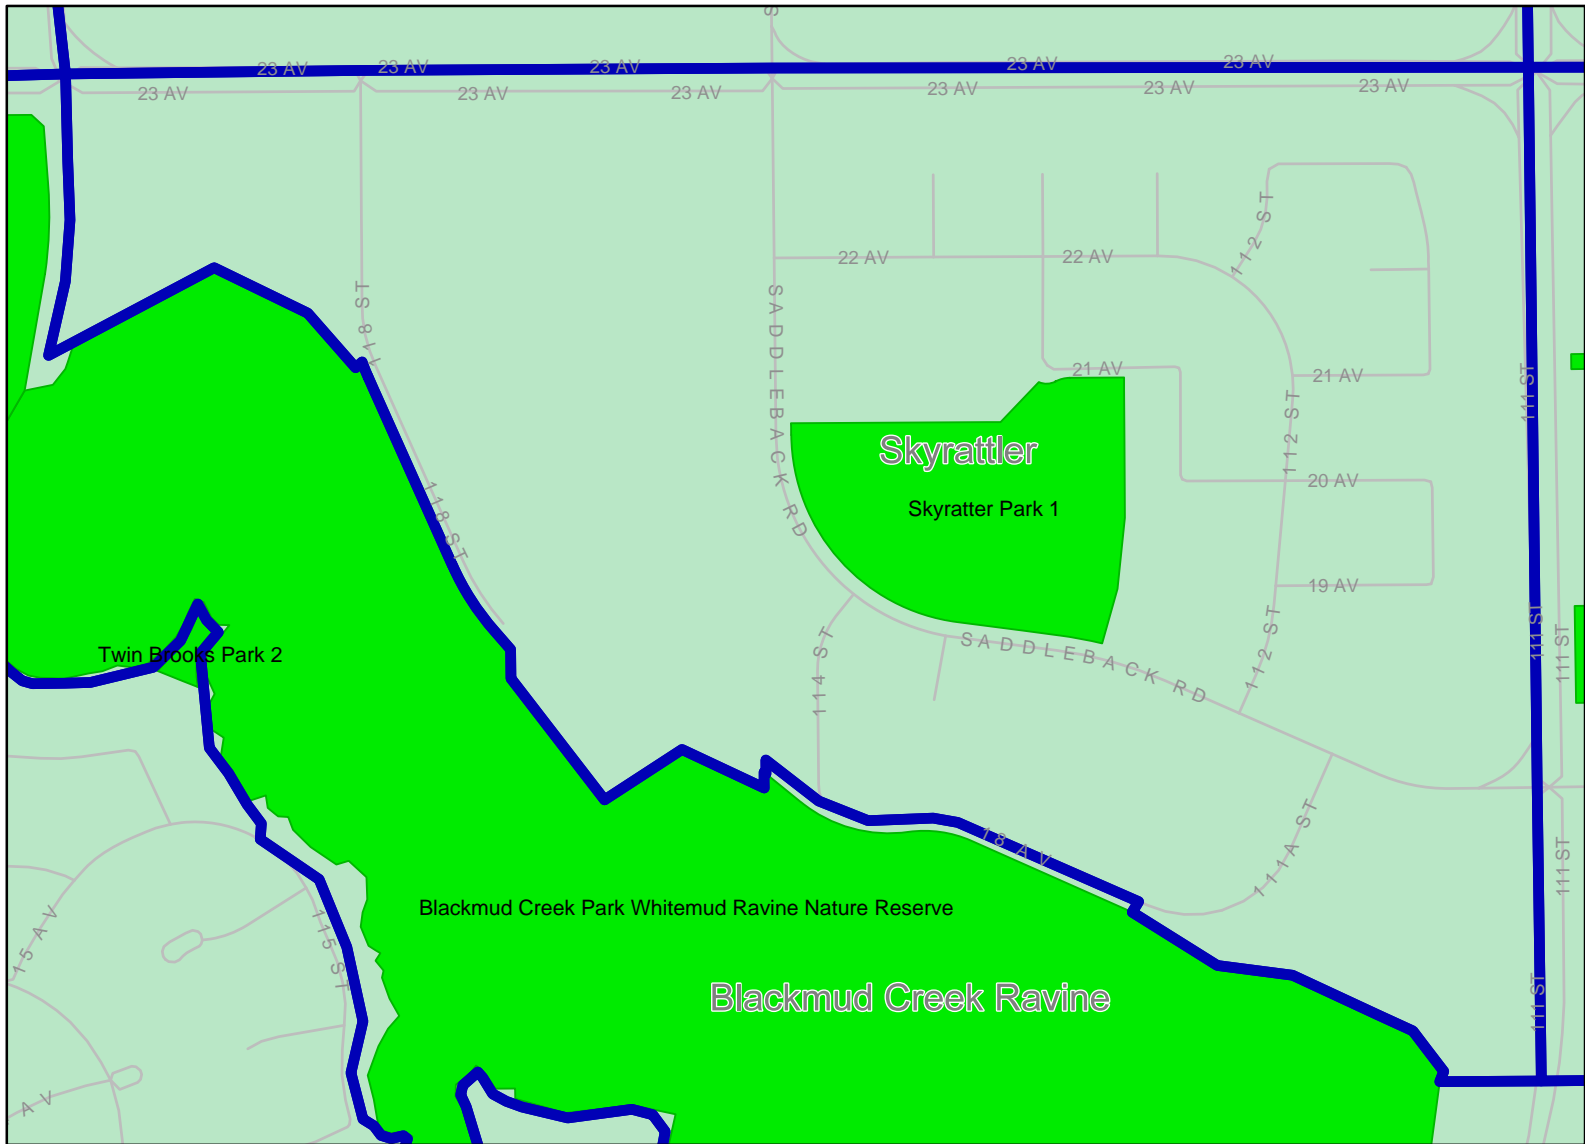 S
23 AV
23 AV
23 AV
23 AV
23 AV
23 AV
23 AV
23 AV
23 AV
23 AV
23 AV
112 ST
22 AV
22 AV
118 ST
SADDLEBACK RD
21 AV
21 AV
111 ST
112 ST
Skyrattler
20 AV
118 ST
Skyratter Park 1
19 AV
Twin Brooks Park 2
114 ST
SADDLEBACK RD
112 ST
111 ST
111 ST
18 AV
111A ST
111 ST
Blackmud Creek Park Whitemud Ravine Nature Reserve
15 AV
115 ST
Blackmud Creek Ravine
111 ST
AV